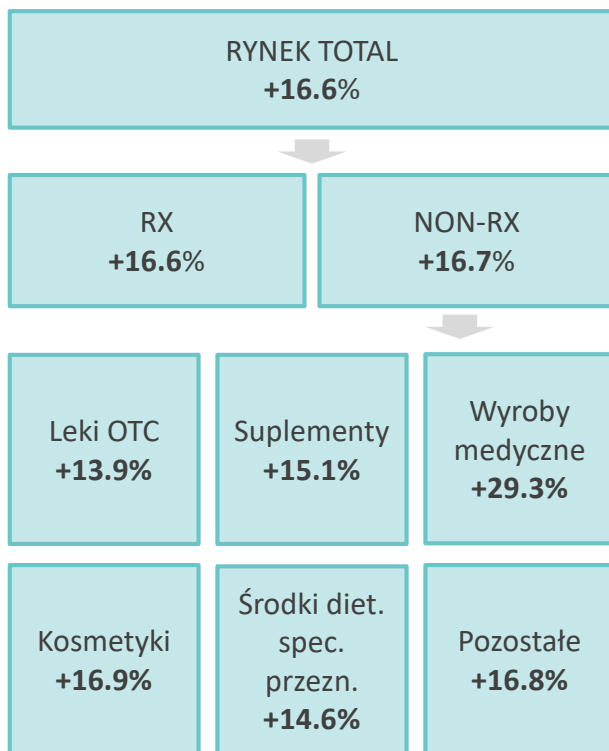 RYNEK TOTAL
+16.6%
RX
+16.6%
NON-RX
+16.7%
Leki OTC
+13.9%
Suplementy
+15.1%
Wyroby
medyczne
+29.3%
Kosmetyki
+16.9%
Środki diet.
spec.
przezn.
+14.6%
Pozostałe
+16.8%